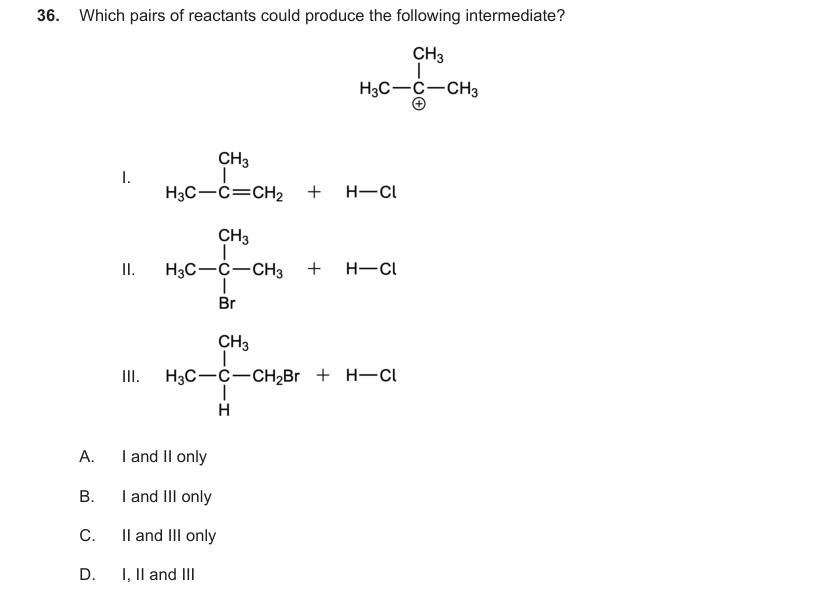 36. Which pairs of reactants could produce the following intermediate?
CH₃
H₃C—C—CH₃
⊕
CH₃
I. H₃C—C=CH₂ + H—Cl
CH₃
II. H₃C—C—CH₃ + H—Cl
Br
CH₃
III. H₃C—C—CH₂Br + H—Cl
H
A. I and II only
B. I and III only
C. II and III only
D. I, II and III